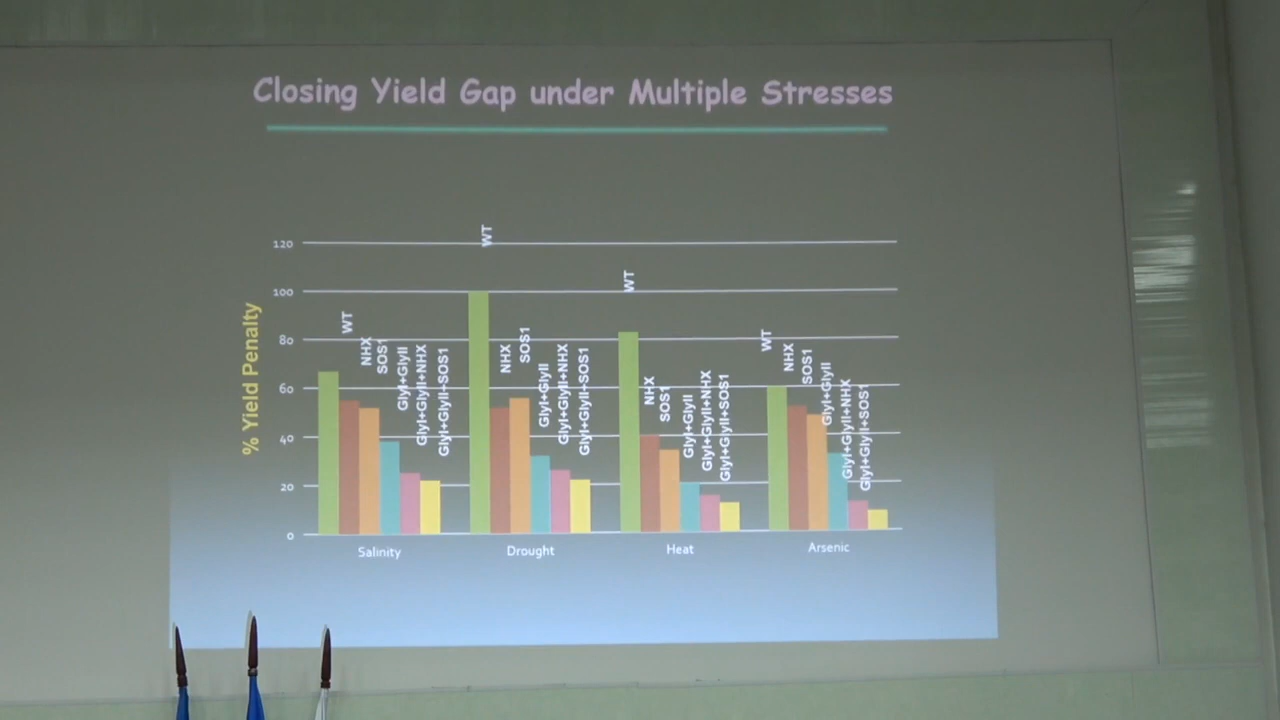 Closing Yield Gap under Multiple Stresses
% Yield Penalty
120
100
80
60
40
20
0
WT
NHX
SOS1
GlyI+GlyII
GlyI+GlyII+NHX
GlyI+GlyII+SOS1
WT
NHX
SOS1
GlyI+GlyII
GlyI+GlyII+NHX
GlyI+GlyII+SOS1
WT
NHX
SOS1
GlyI+GlyII
GlyI+GlyII+NHX
GlyI+GlyII+SOS1
WT
NHX
SOS1
GlyI+GlyII
GlyI+GlyII+NHX
GlyI+GlyII+SOS1
Salinity
Drought
Heat
Arsenic